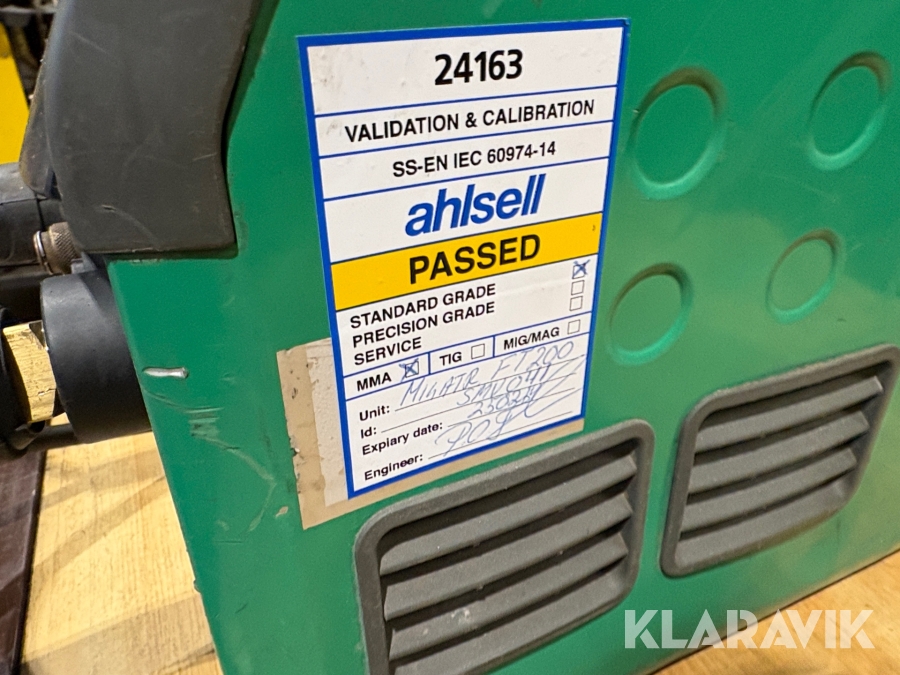 24163
VALIDATION & CALIBRATION
SS-EN IEC 60974-14
ahlsell
PASSED
STANDARD GRADE
PRECISION GRADE
SERVICE
MMA TIG MIG/MAG
Unit: FT200
Id:
Expiary date:
Engineer:
KLARAVIK